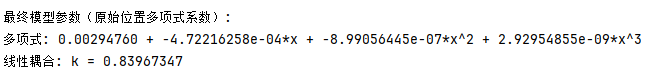 最终模型参数（原始位置多项式系数）:
多项式: 0.00294760 + -4.72216258e-04*x + -8.99056445e-07*x^2 + 2.92954855e-09*x^3
线性耦合: k = 0.83967347